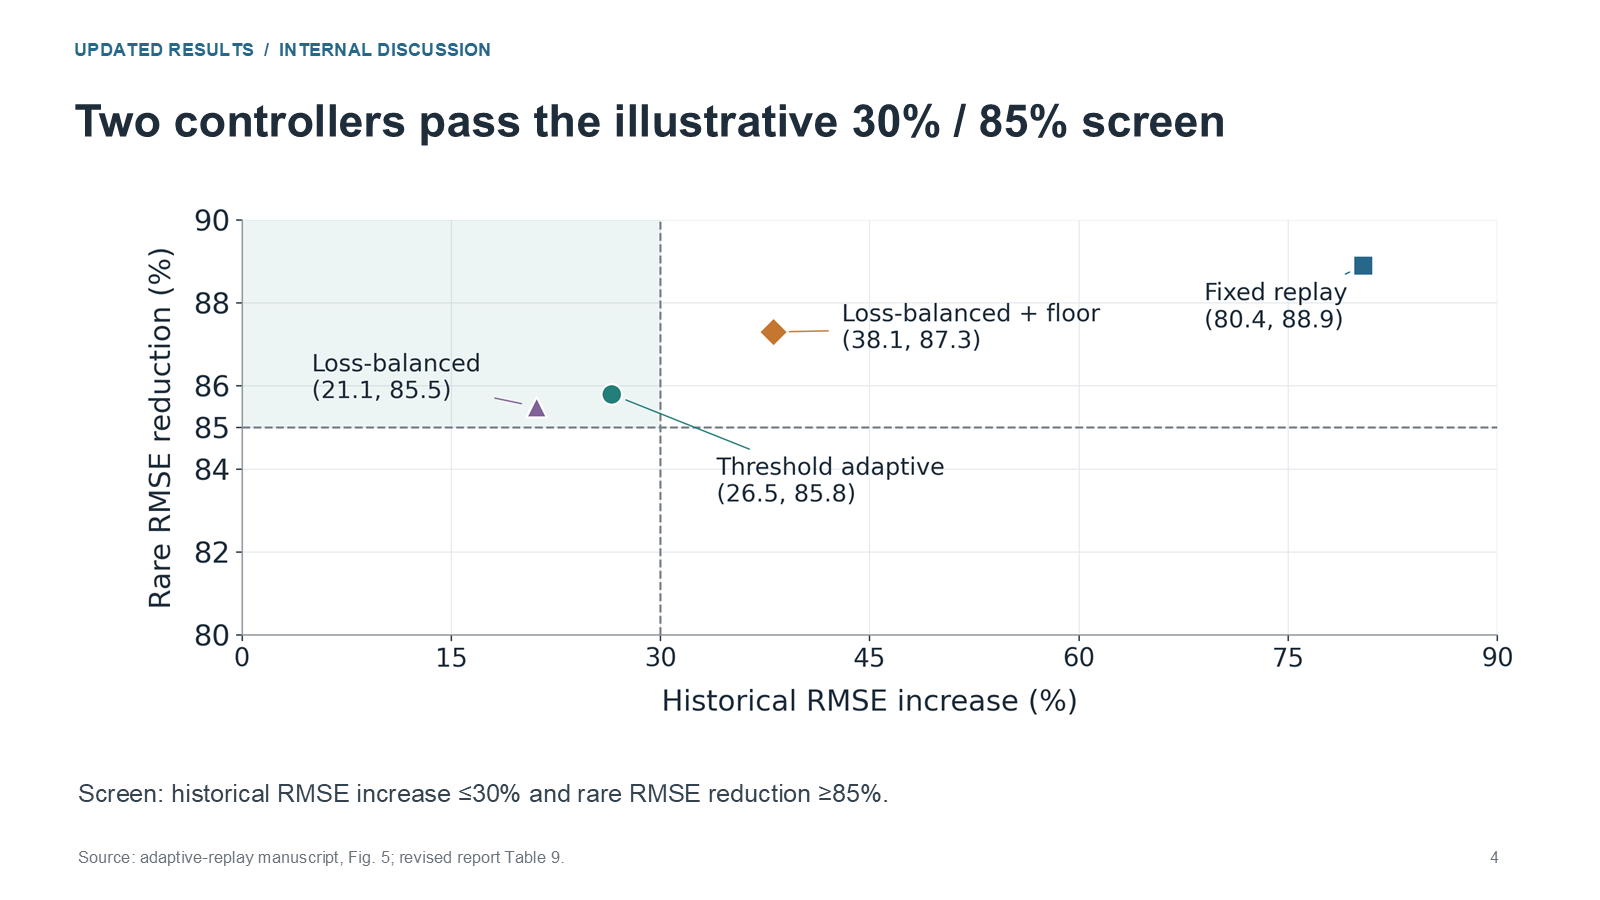 UPDATED RESULTS / INTERNAL DISCUSSION
Two controllers pass the illustrative 30% / 85% screen
Rare RMSE reduction (%)
90
88
86
85
84
82
80
Loss-balanced
(21.1, 85.5)
Loss-balanced + floor
(38.1, 87.3)
Fixed replay
(80.4, 88.9)
Threshold adaptive
(26.5, 85.8)
0 15 30 45 60 75 90
Historical RMSE increase (%)
Screen: historical RMSE increase ≤30% and rare RMSE reduction ≥85%.
Source: adaptive-replay manuscript, Fig. 5; revised report Table 9.
4